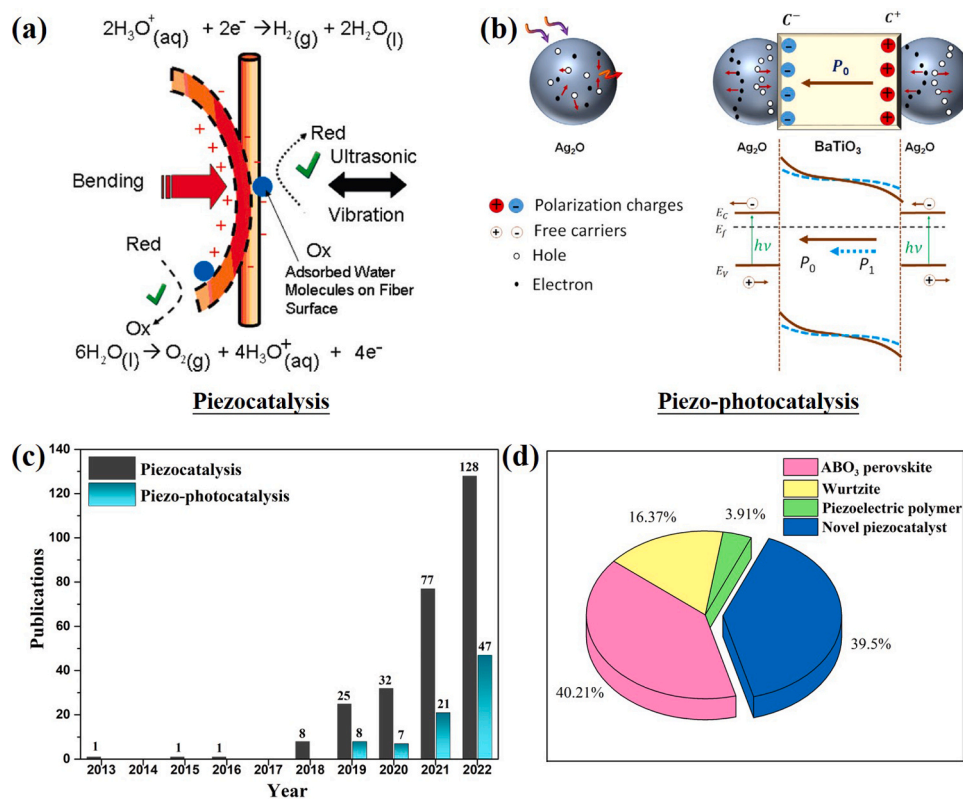 (a)
2H₃O⁺(aq) + 2e⁻ → H₂(g) + 2H₂O(l)
Red
Ultrasonic
Vibration
Bending
Red
Ox
Adsorbed Water
Molecules on Fiber
Surface
Ox
6H₂O(l) → O₂(g) + 4H₃O⁺(aq) + 4e⁻
Piezocatalysis
(b)
C⁻
C⁺
P₀
Ag₂O
Ag₂O
BaTiO₃
Ag₂O
Polarization charges
Free carriers
Hole
Electron
E_C
E_f
E_V
hν
P₀
P₁
hν
Piezo-photocatalysis
(c)
Piezocatalysis
Piezo-photocatalysis
Publications
140
120
100
80
60
40
20
0
1
1
1
8
25
8
32
7
77
21
128
47
2013 2014 2015 2016 2017 2018 2019 2020 2021 2022
Year
(d)
ABO₃ perovskite
Wurtzite
Piezoelectric polymer
Novel piezocatalyst
16.37%
3.91%
39.5%
40.21%